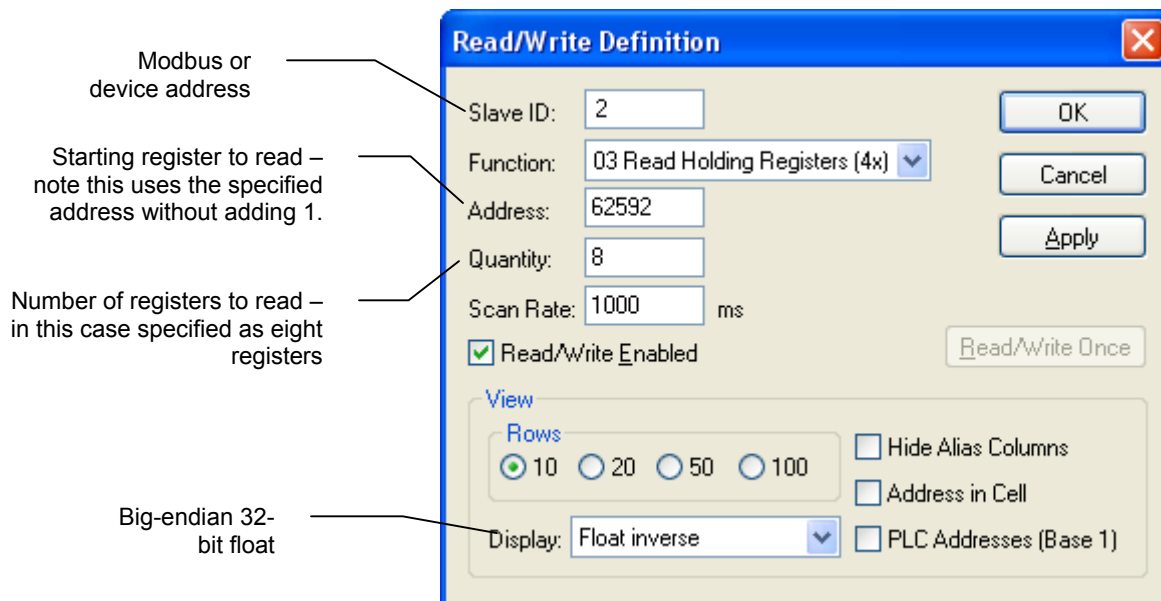 Read/Write Definition
Modbus or
device address
Slave ID: 2
OK
Starting register to read –
note this uses the specified
address without adding 1.
Function: 03 Read Holding Registers (4x)
Cancel
Address: 62592
Apply
Quantity: 8
Number of registers to read –
in this case specified as eight
registers
Scan Rate: 1000 ms
Read/Write Enabled
Read/Write Once
View
Rows
10 20 50 100
Hide Alias Columns
Address in Cell
Big-endian 32-
bit float
Display: Float inverse
PLC Addresses (Base 1)